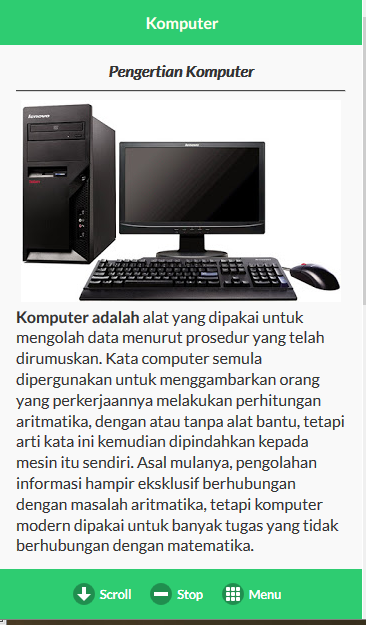 Komputer
Pengertian Komputer
lenovo
lenovo
Komputer adalah alat yang dipakai untuk
mengolah data menurut prosedur yang telah
dirumuskan. Kata computer semula
dipergunakan untuk menggambarkan orang
yang perkerjaannya melakukan perhitungan
aritmatika, dengan atau tanpa alat bantu, tetapi
arti kata ini kemudian dipindahkan kepada
mesin itu sendiri. Asal mulanya, pengolahan
informasi hampir eksklusif berhubungan
dengan masalah aritmatika, tetapi komputer
modern dipakai untuk banyak tugas yang tidak
berhubungan dengan matematika.
Scroll Stop Menu